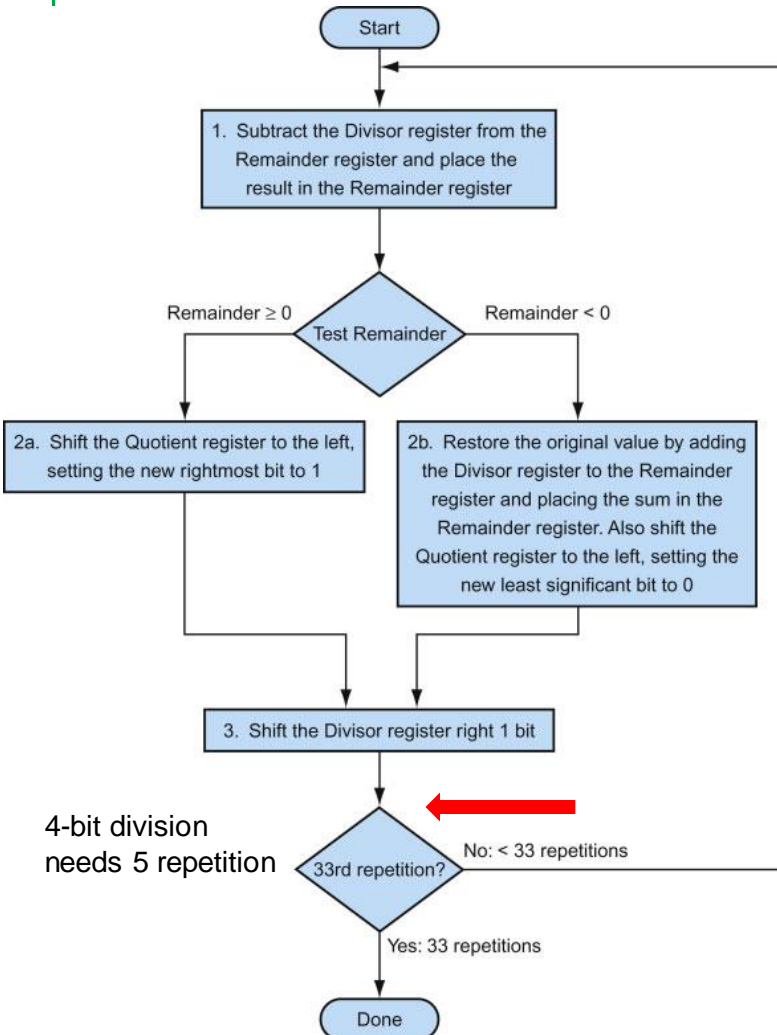 Start
1. Subtract the Divisor register from the
Remainder register and place the
result in the Remainder register
Remainder ≥ 0
Remainder < 0
Test Remainder
2a. Shift the Quotient register to the left,
setting the new rightmost bit to 1
2b. Restore the original value by adding
the Divisor register to the Remainder
register and placing the sum in the
Remainder register. Also shift the
Quotient register to the left, setting the
new least significant bit to 0
3. Shift the Divisor register right 1 bit
4-bit division
needs 5 repetition
33rd repetition?
No: < 33 repetitions
Yes: 33 repetitions
Done